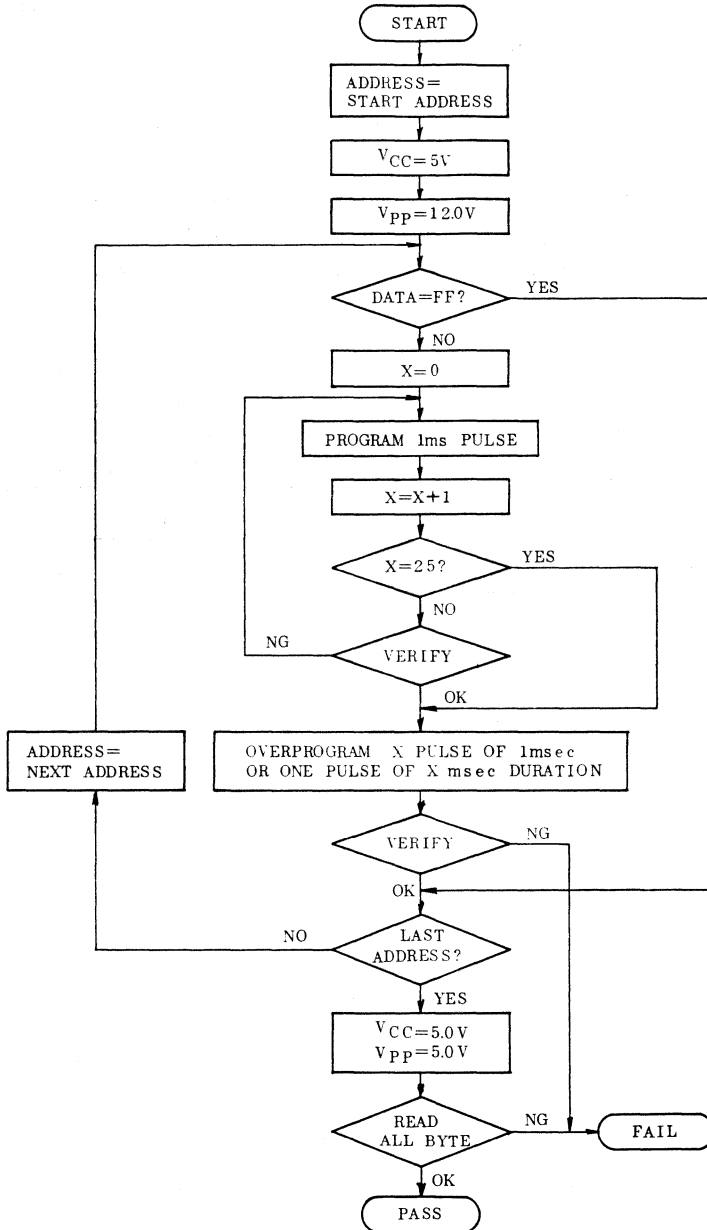 START
ADDRESS=
START ADDRESS
VCC=5V
VPP=12.0V
DATA=FF?
YES
NO
X=0
PROGRAM 1ms PULSE
X=X+1
X=25?
YES
NO
NG
VERIFY
OK
ADDRESS=
NEXT ADDRESS
OVERPROGRAM X PULSE OF 1msec
OR ONE PULSE OF X msec DURATION
VERIFY
NG
OK
NO
LAST
ADDRESS?
YES
VCC=5.0V
VPP=5.0V
READ
ALL BYTE
NG
FAIL
OK
PASS